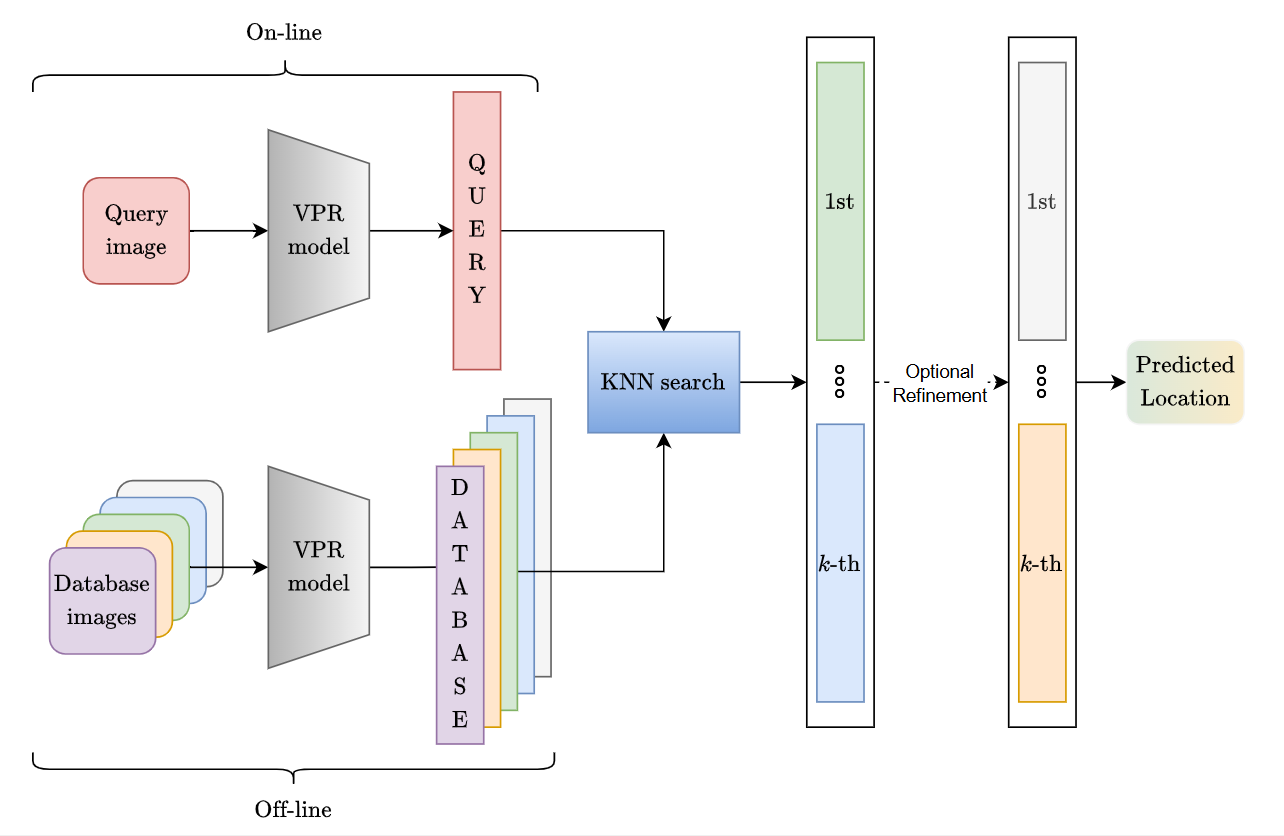 On-line
Query
image
VPR
model
Q
U
E
R
Y
KNN search
Database
images
VPR
model
D
A
T
A
B
A
S
E
Off-line
1st
k-th
Optional
Refinement
1st
k-th
Predicted
Location